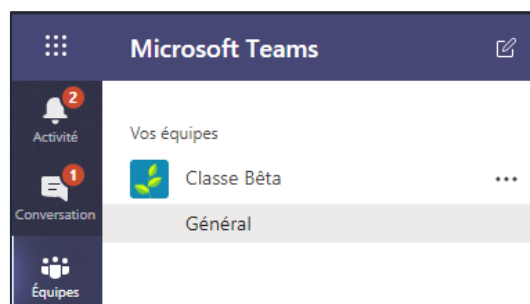 Microsoft Teams
2
Activité
Vos équipes
Classe Bêta
1
Conversation
Général
Équipes